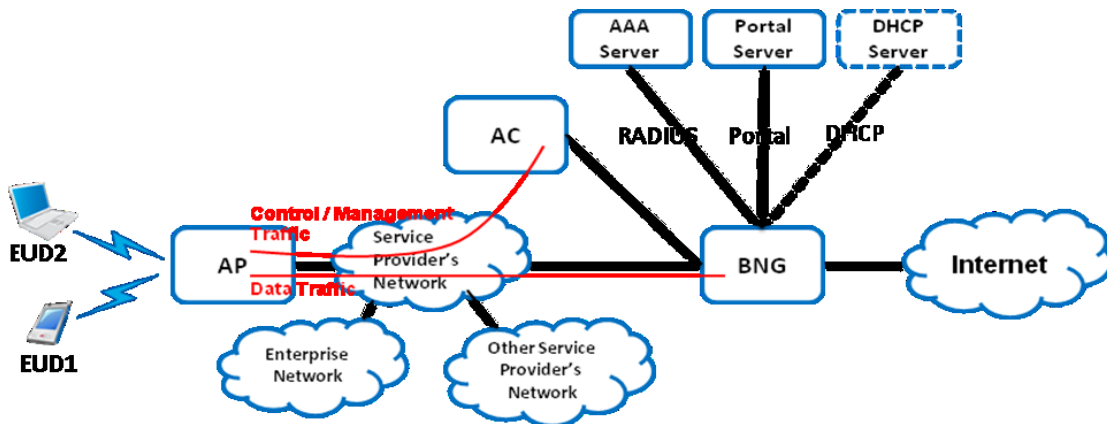 AAA
Server
Portal
Server
DHCP
Server
AC
RADIUS
Portal
DHCP
Control / Management
Traffic
Service
Provider's
Network
EUD2
AP
BNG
Internet
Data Traffic
EUD1
Enterprise
Network
Other Service
Provider's
Network